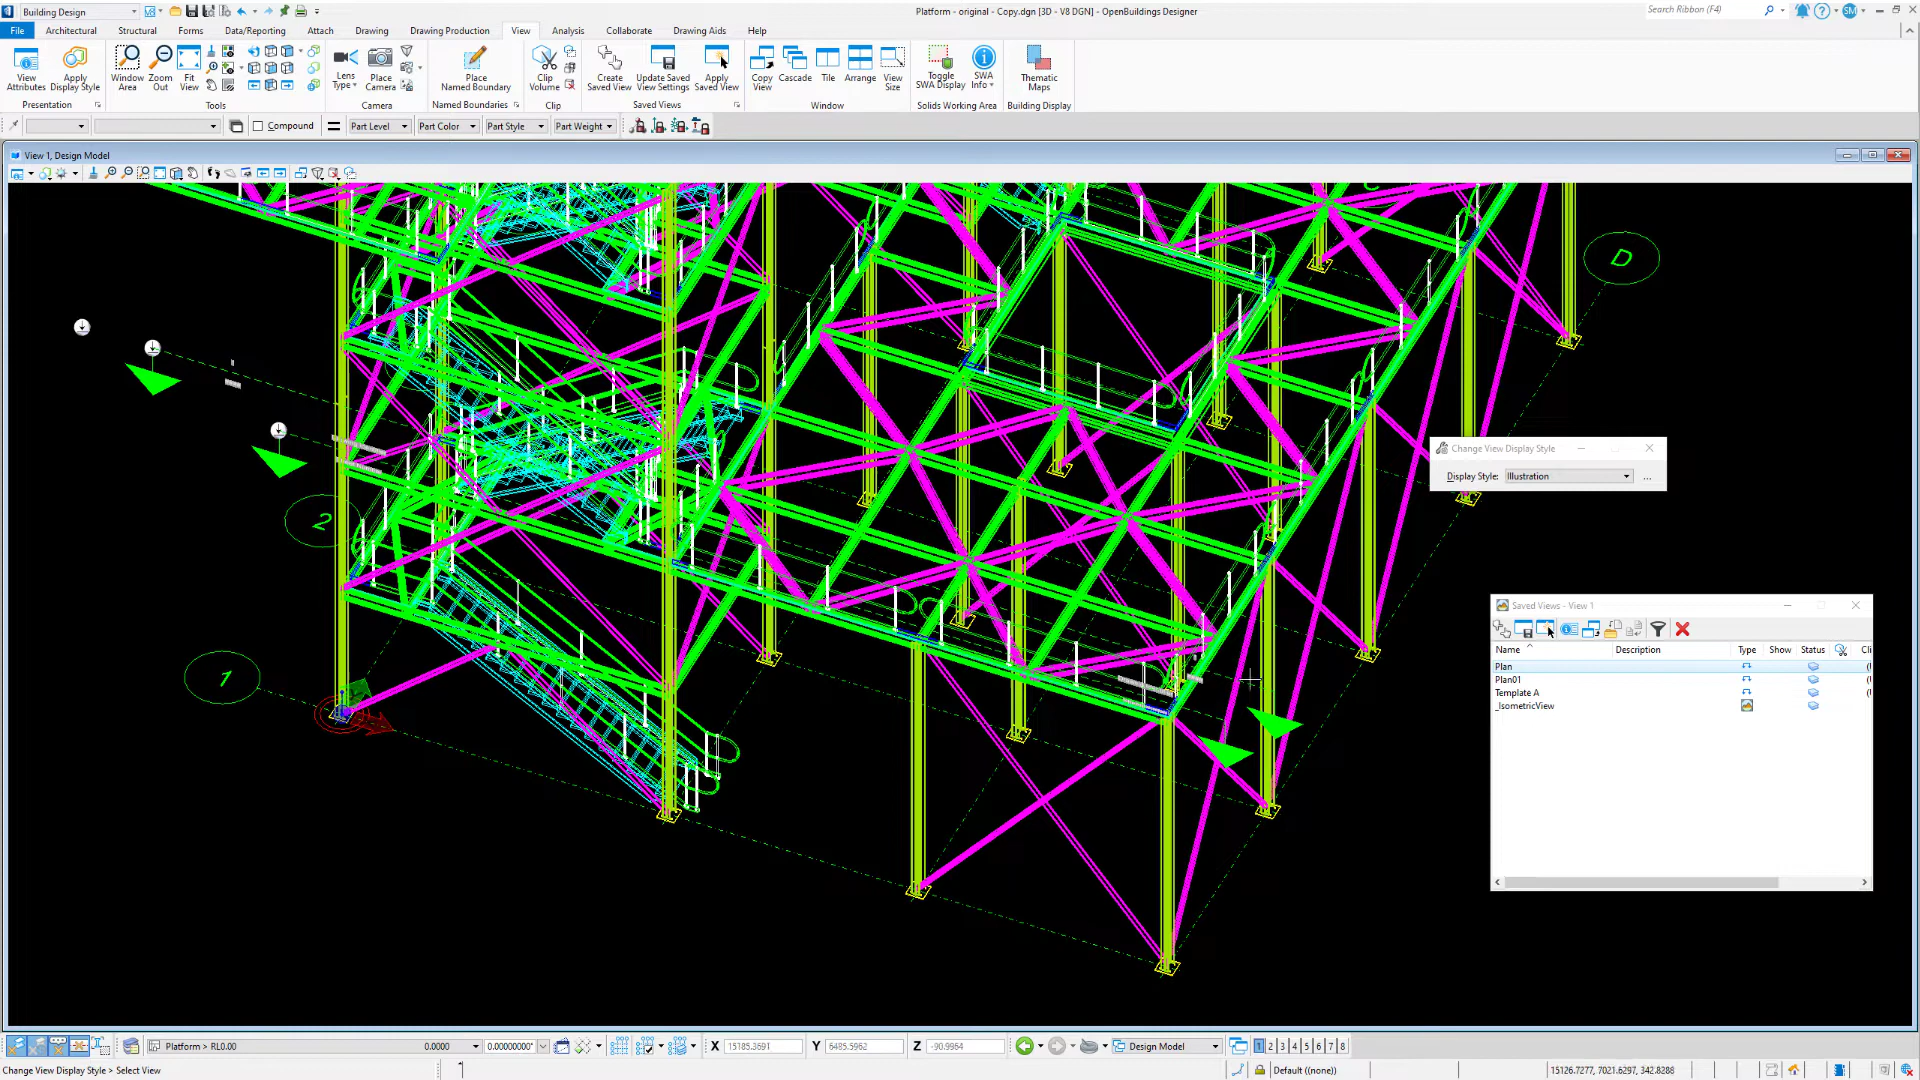 Building Design
Platform - original - Copy.dgn [3D - V8 DGN] - OpenBuildings Designer
Search Ribbon (F4)
SM
File
Architectural
Structural
Forms
Data/Reporting
Attach
Drawing
Drawing Production
View
Analysis
Collaborate
Drawing Aids
Help
View Attributes
Apply Display Style
Window Area
Zoom Out
Fit View
Lens Type
Place Camera
Place Named Boundary
Clip Volume
Create Saved View
Update Saved View Settings
Apply Saved View
Copy View
Cascade
Tile
Arrange
View Size
Toggle SWA Display
SWA Info
Thematic Maps
Presentation
Tools
Camera
Named Boundaries
Clip
Saved Views
Window
Solids Working Area
Building Display
Compound
Part Level
Part Color
Part Style
Part Weight
View 1, Design Model
D
2
1
Change View Display Style
Display Style:
Illustration
...
Saved Views - View 1
Name
Description
Type
Show
Status
Cli
Plan
Plan01
Template A
_IsometricView
Platform > RL0.00
0.0000
0.00000000°
X
15185.3691
Y
6485.5962
Z
-90.9964
Design Model
1 2 3 4 5 6 7 8
Change View Display Style > Select View
Default ((none))
15126.7277, 7021.6297, 342.8288